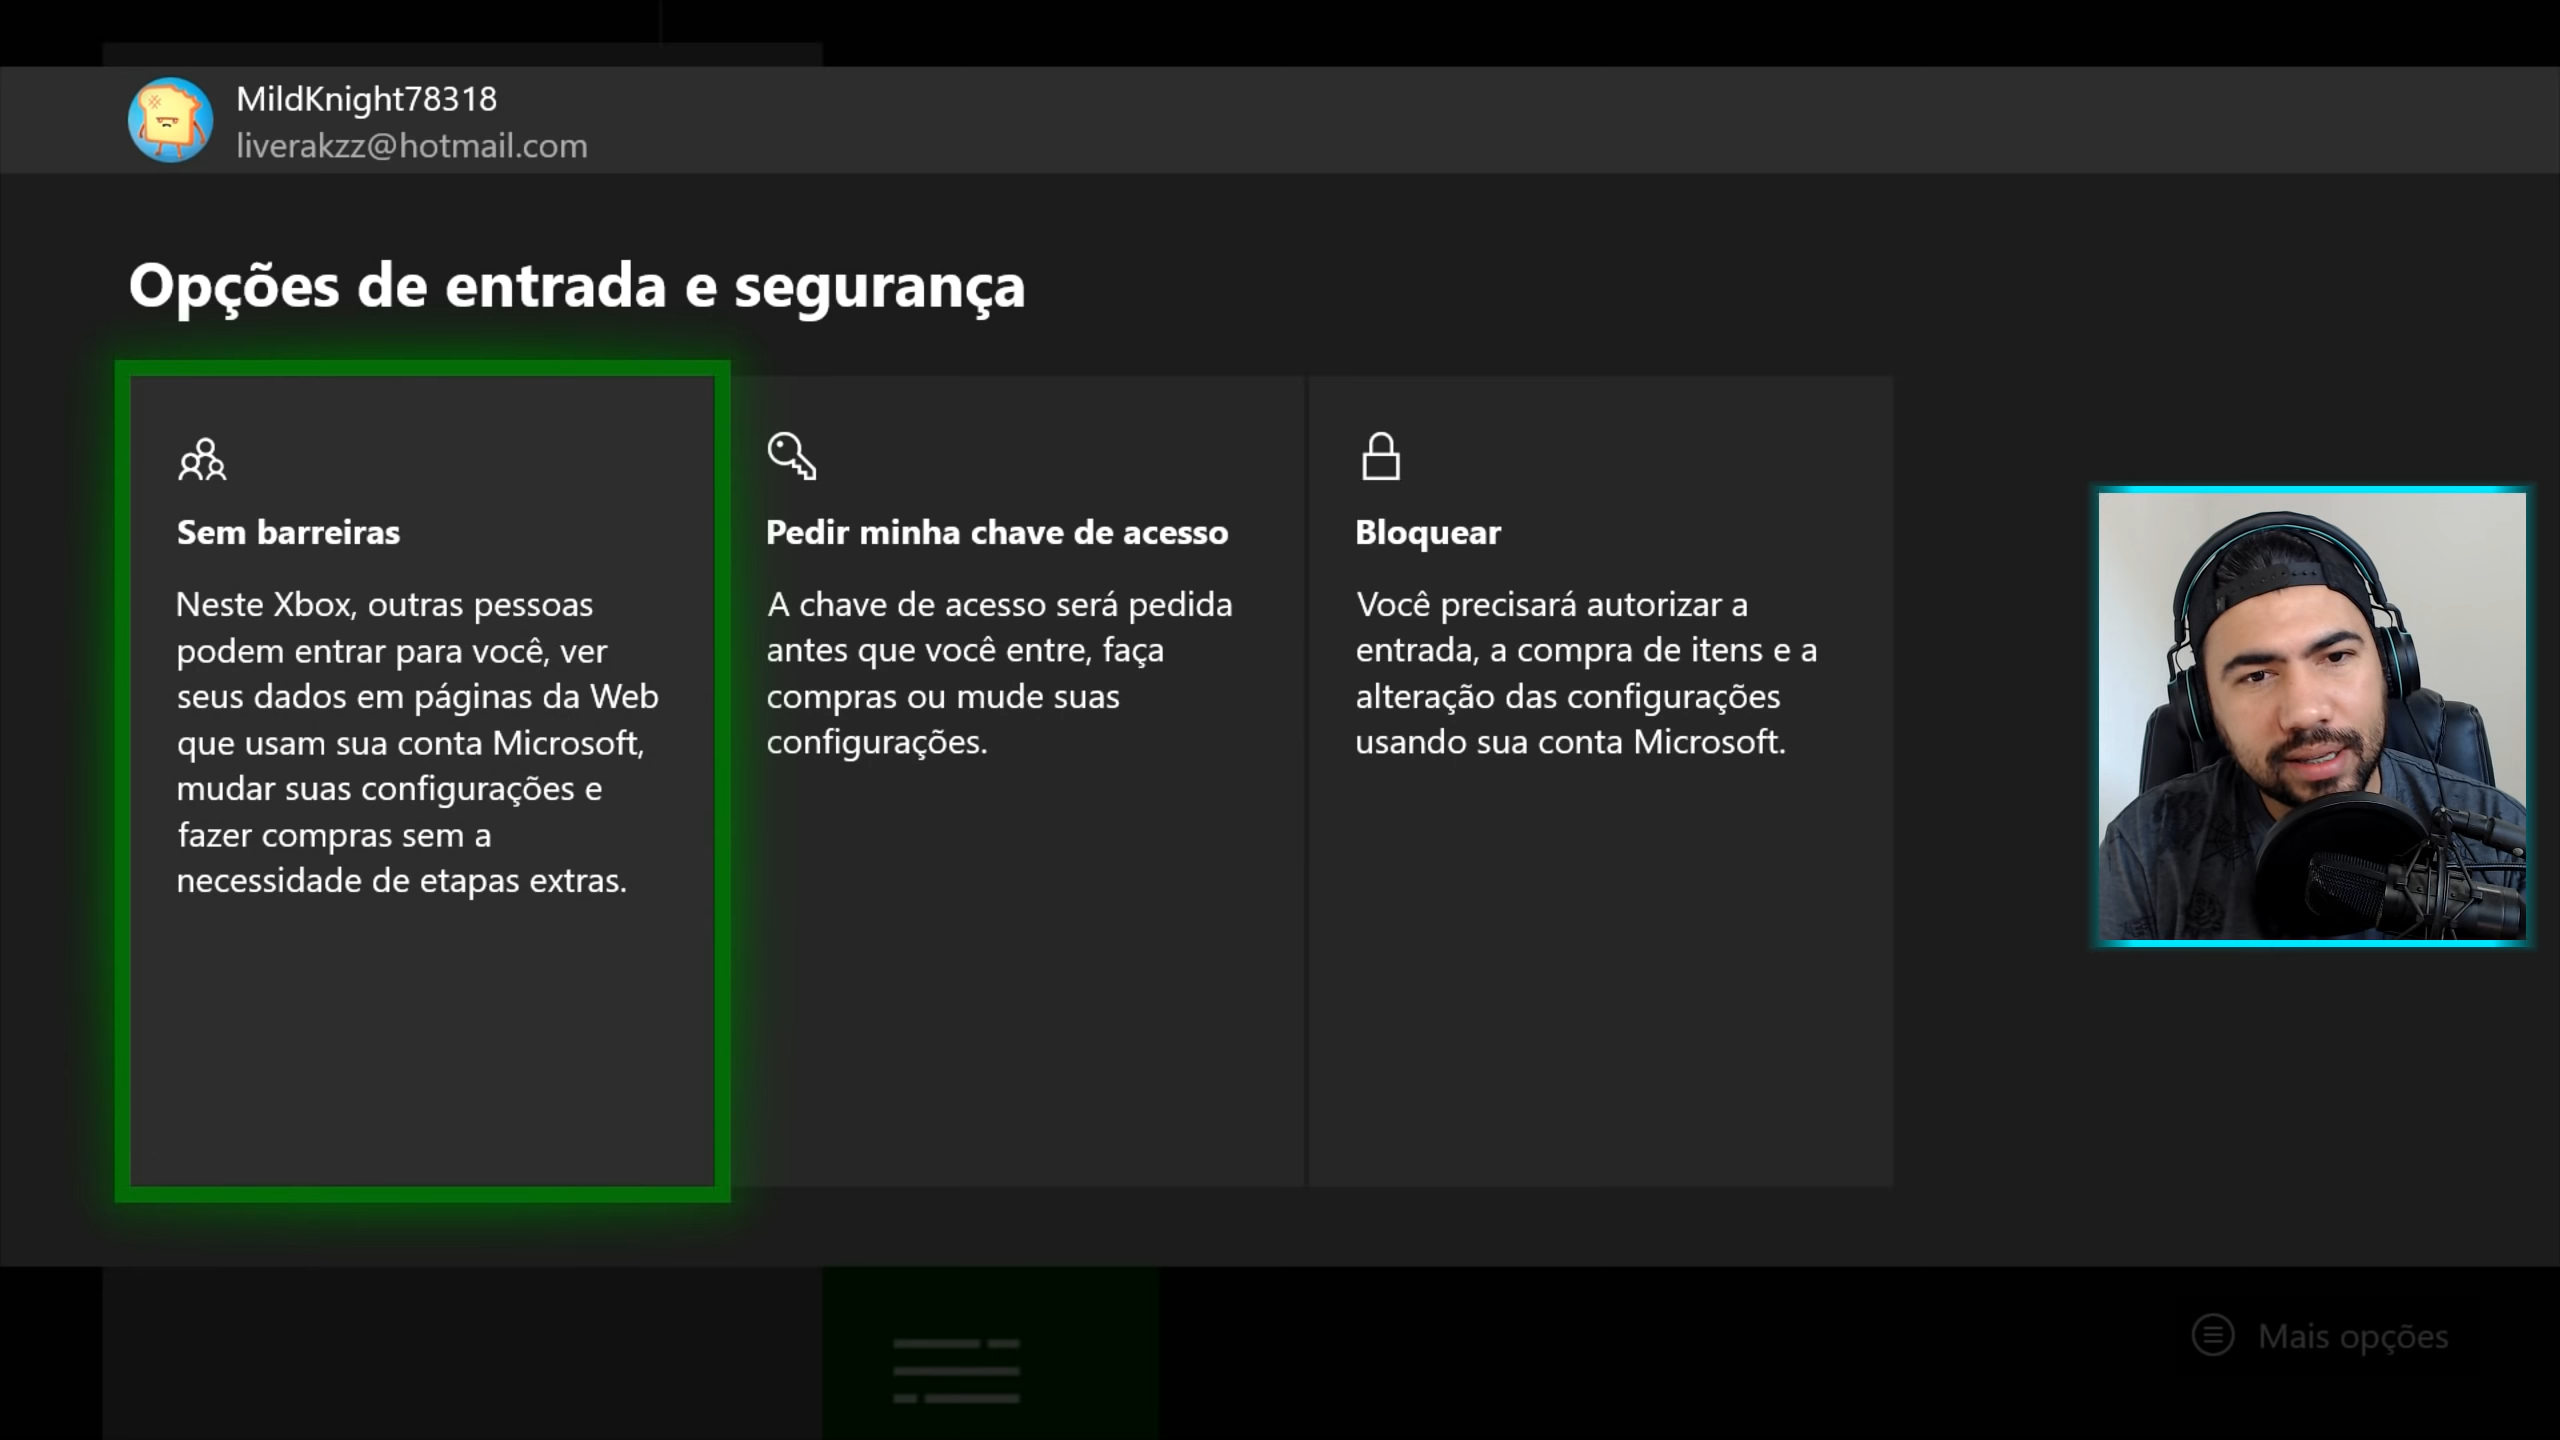 MildKnight78318
liverakzz@hotmail.com
Opções de entrada e segurança
Sem barreiras
Neste Xbox, outras pessoas
podem entrar para você, ver
seus dados em páginas da Web
que usam sua conta Microsoft,
mudar suas configurações e
fazer compras sem a
necessidade de etapas extras.
Pedir minha chave de acesso
A chave de acesso será pedida
antes que você entre, faça
compras ou mude suas
configurações.
Bloquear
Você precisará autorizar a
entrada, a compra de itens e a
alteração das configurações
usando sua conta Microsoft.
Mais opções